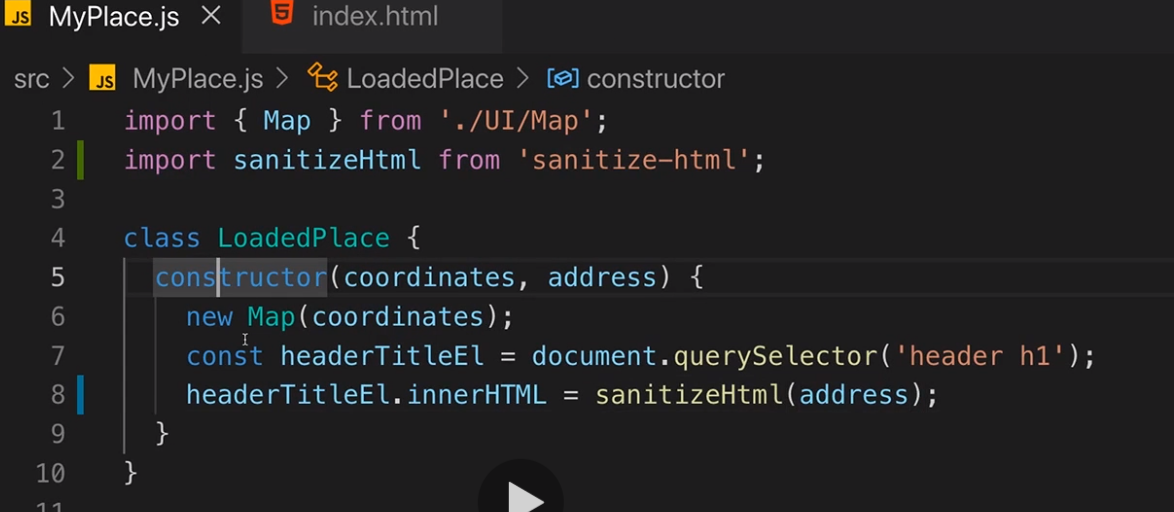 JS MyPlace.js ×  5 index.html
src > JS MyPlace.js > LoadedPlace > constructor
1 import { Map } from './UI/Map';
2 import sanitizeHtml from 'sanitize-html';
3
4 class LoadedPlace {
5   constructor(coordinates, address) {
6     new Map(coordinates);
7     const headerTitleEl = document.querySelector('header h1');
8     headerTitleEl.innerHTML = sanitizeHtml(address);
9   }
10 }
11